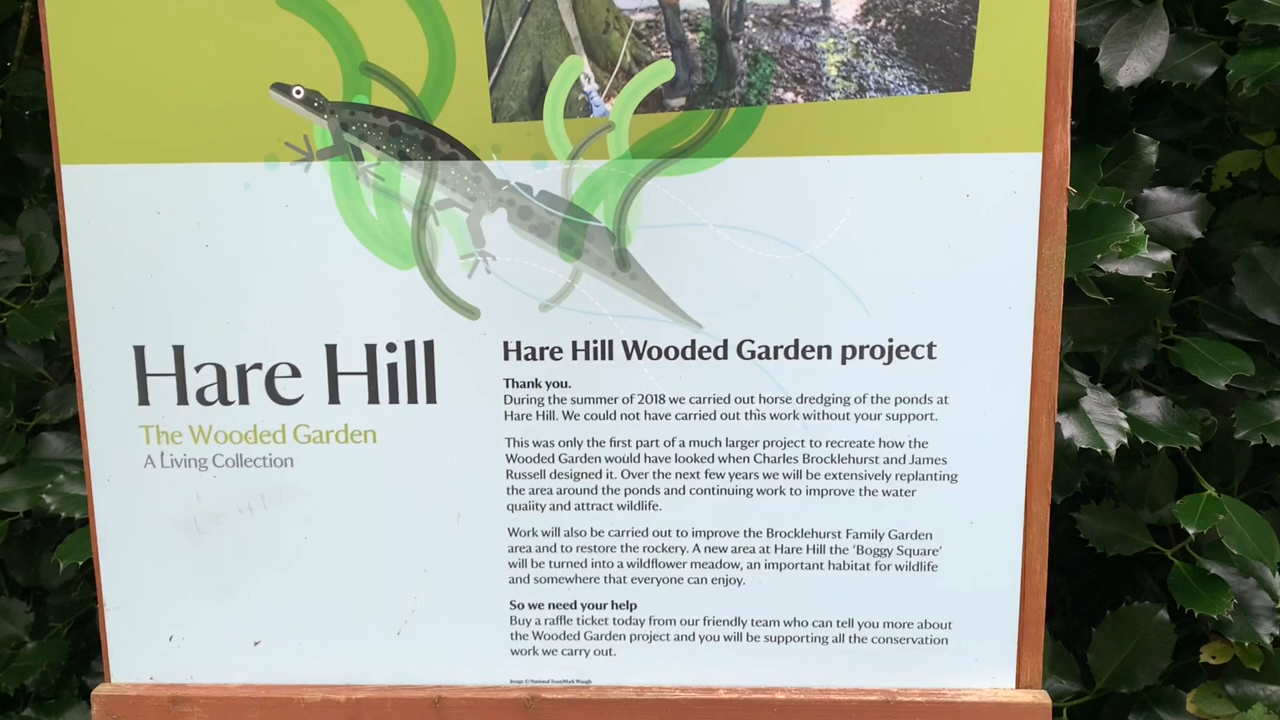 Hare Hill
The Wooded Garden
A Living Collection
Hare Hill Wooded Garden project
Thank you.
During the summer of 2018 we carried out horse dredging of the ponds at
Hare Hill. We could not have carried out this work without your support.
This was only the first part of a much larger project to recreate how the
Wooded Garden would have looked when Charles Brocklehurst and James
Russell designed it. Over the next few years we will be extensively replanting
the area around the ponds and continuing work to improve the water
quality and attract wildlife.
Work will also be carried out to improve the Brocklehurst Family Garden
area and to restore the rockery. A new area at Hare Hill the ‘Boggy Square’
will be turned into a wildflower meadow, an important habitat for wildlife
and somewhere that everyone can enjoy.
So we need your help
Buy a raffle ticket today from our friendly team who can tell you more about
the Wooded Garden project and you will be supporting all the conservation
work we carry out.
Image © National Trust/Mark Waugh